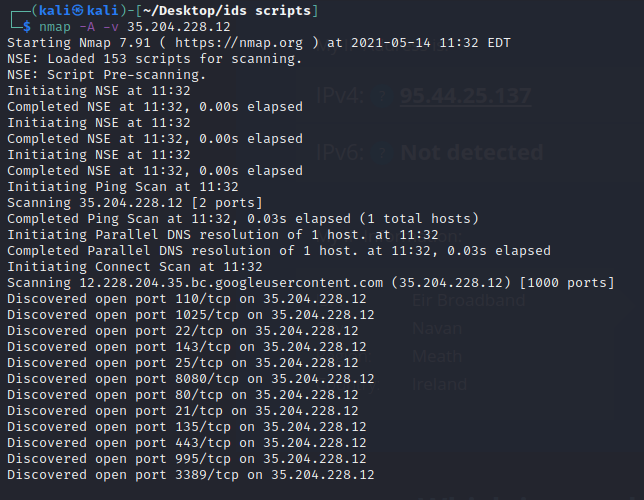 ┌──(kali㉿kali)-[~/Desktop/ids scripts]
└─$ nmap -A -v 35.204.228.12
Starting Nmap 7.91 ( https://nmap.org ) at 2021-05-14 11:32 EDT
NSE: Loaded 153 scripts for scanning.
NSE: Script Pre-scanning.
Initiating NSE at 11:32
Completed NSE at 11:32, 0.00s elapsed
Initiating NSE at 11:32
Completed NSE at 11:32, 0.00s elapsed
Initiating NSE at 11:32
Completed NSE at 11:32, 0.00s elapsed
Initiating Ping Scan at 11:32
Scanning 35.204.228.12 [2 ports]
Completed Ping Scan at 11:32, 0.03s elapsed (1 total hosts)
Initiating Parallel DNS resolution of 1 host. at 11:32
Completed Parallel DNS resolution of 1 host. at 11:32, 0.03s elapsed
Initiating Connect Scan at 11:32
Scanning 12.228.204.35.bc.googleusercontent.com (35.204.228.12) [1000 ports]
Discovered open port 110/tcp on 35.204.228.12
Discovered open port 1025/tcp on 35.204.228.12
Discovered open port 22/tcp on 35.204.228.12
Discovered open port 143/tcp on 35.204.228.12
Discovered open port 25/tcp on 35.204.228.12
Discovered open port 8080/tcp on 35.204.228.12
Discovered open port 80/tcp on 35.204.228.12
Discovered open port 21/tcp on 35.204.228.12
Discovered open port 135/tcp on 35.204.228.12
Discovered open port 443/tcp on 35.204.228.12
Discovered open port 995/tcp on 35.204.228.12
Discovered open port 3389/tcp on 35.204.228.12
IPv4: 95.44.25.137
IPv6: Not detected
Eir Broadband
Navan
Meath
Ireland